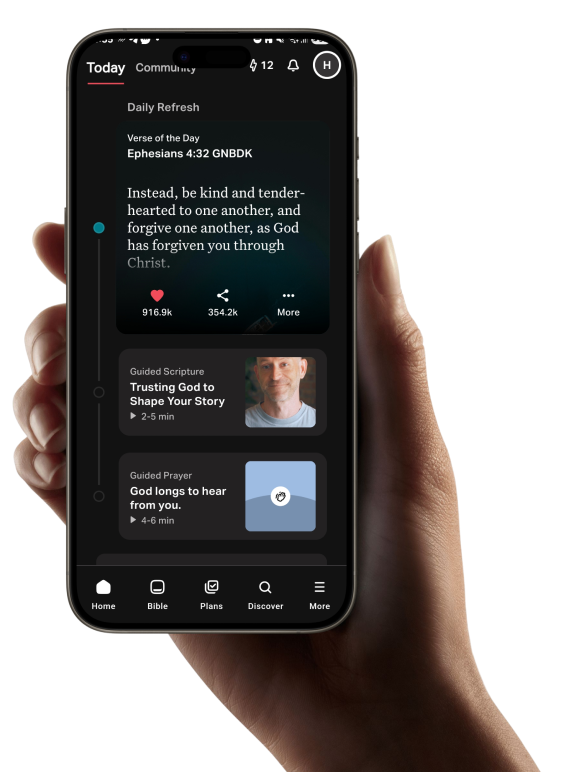 Today Community 12 H
Daily Refresh
Verse of the Day
Ephesians 4:32 GNBDK
Instead, be kind and tender-
hearted to one another, and
forgive one another, as God
has forgiven you through
Christ.
916.9k 354.2k More
Guided Scripture
Trusting God to
Shape Your Story
2-5 min
Guided Prayer
God longs to hear
from you.
4-6 min
Home Bible Plans Discover More